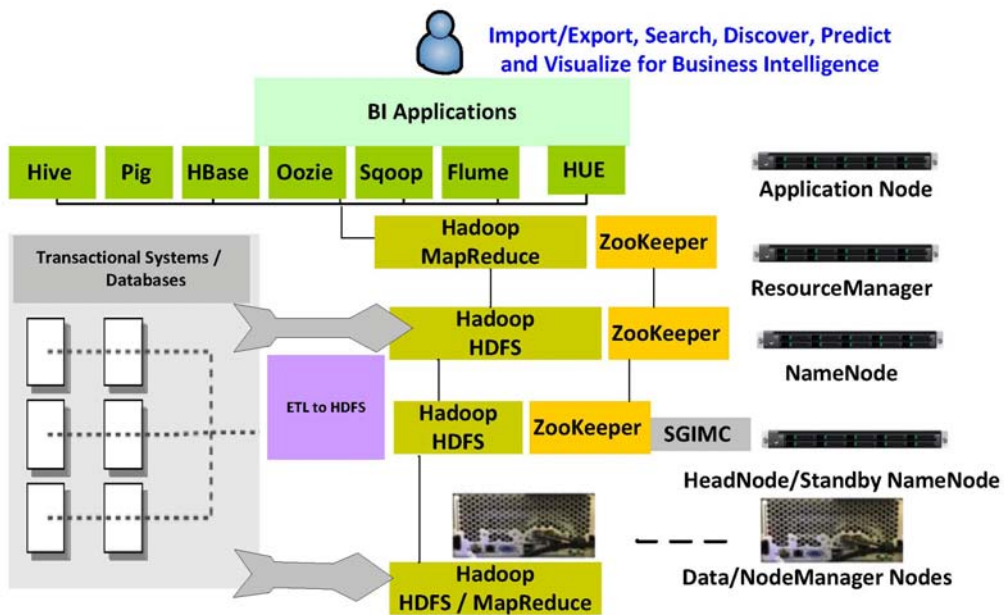 Import/Export, Search, Discover, Predict
and Visualize for Business Intelligence
BI Applications
Hive
Pig
HBase
Oozie
Sqoop
Flume
HUE
Application Node
Hadoop
MapReduce
ZooKeeper
Transactional Systems /
Databases
ResourceManager
Hadoop
HDFS
ZooKeeper
NameNode
ETL to HDFS
Hadoop
HDFS
ZooKeeper
SGIMC
HeadNode/Standby NameNode
Data/NodeManager Nodes
Hadoop
HDFS / MapReduce